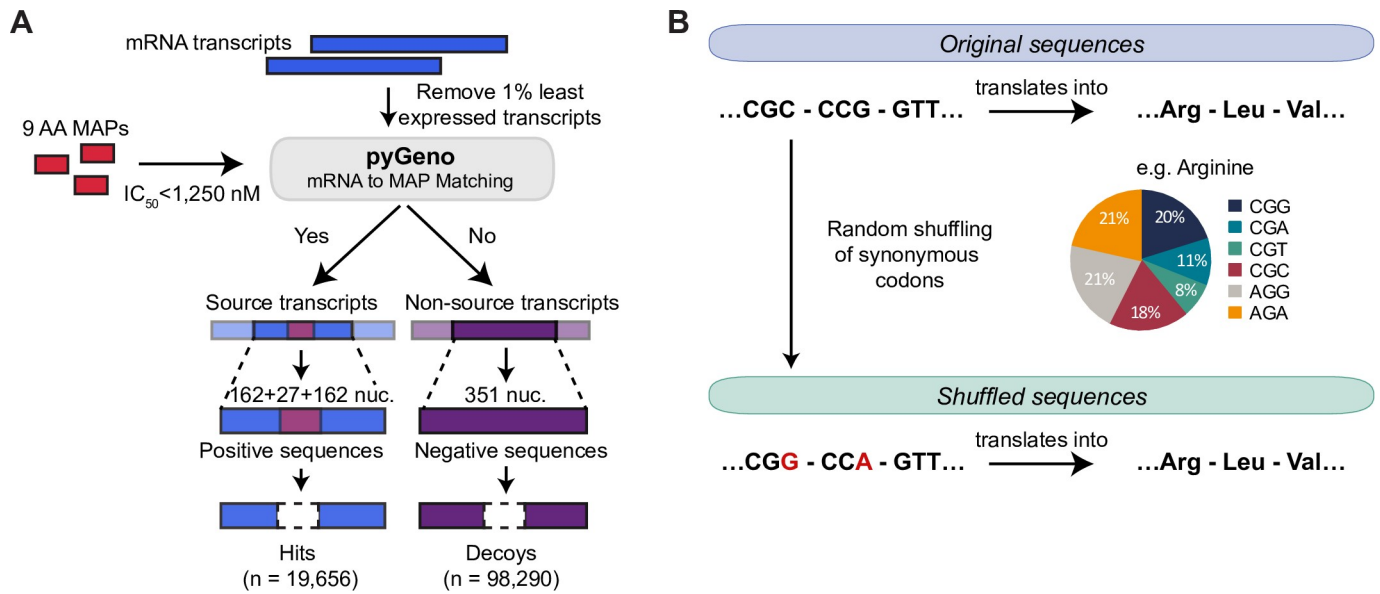 A
mRNA transcripts
Remove 1% least
expressed transcripts
9 AA MAPs
IC50<1,250 nM
pyGeno
mRNA to MAP Matching
Yes
No
Source transcripts
Non-source transcripts
162+27+162 nuc.
351 nuc.
Positive sequences
Negative sequences
Hits
(n = 19,656)
Decoys
(n = 98,290)
B
Original sequences
...CGC - CCG - GTT...
translates into
...Arg - Leu - Val...
Random shuffling
of synonymous
codons
e.g. Arginine
20%
11%
8%
18%
21%
21%
CGG
CGA
CGT
CGC
AGG
AGA
Shuffled sequences
...CGG - CCA - GTT...
translates into
...Arg - Leu - Val...